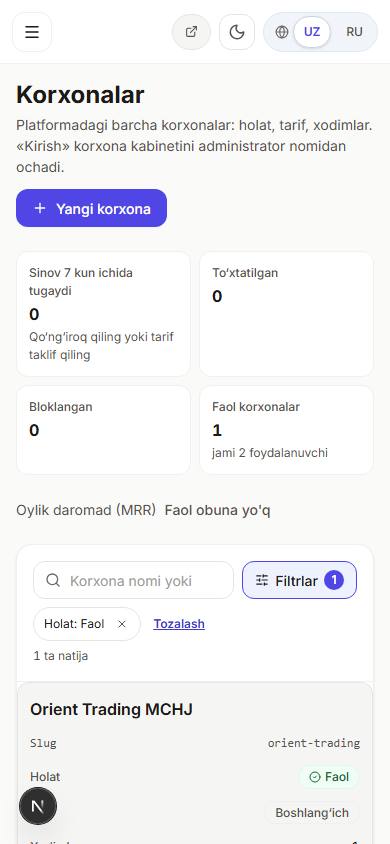 UZ
RU
Korxonalar
Platformadagi barcha korxonalar: holat, tarif, xodimlar.
«Kirish» korxona kabinetini administrator nomidan
ochadi.
Yangi korxona
Sinov 7 kun ichida
tugaydi
0
Qo‘ng‘iroq qiling yoki tarif
taklif qiling
To‘xtatilgan
0
Bloklangan
0
Faol korxonalar
1
jami 2 foydalanuvchi
Oylik daromad (MRR) Faol obuna yo'q
Korxona nomi yoki
Filtrlar 1
Holat: Faol
Tozalash
1 ta natija
Orient Trading MCHJ
Slug orient-trading
Holat Faol
N
Boshlang‘ich